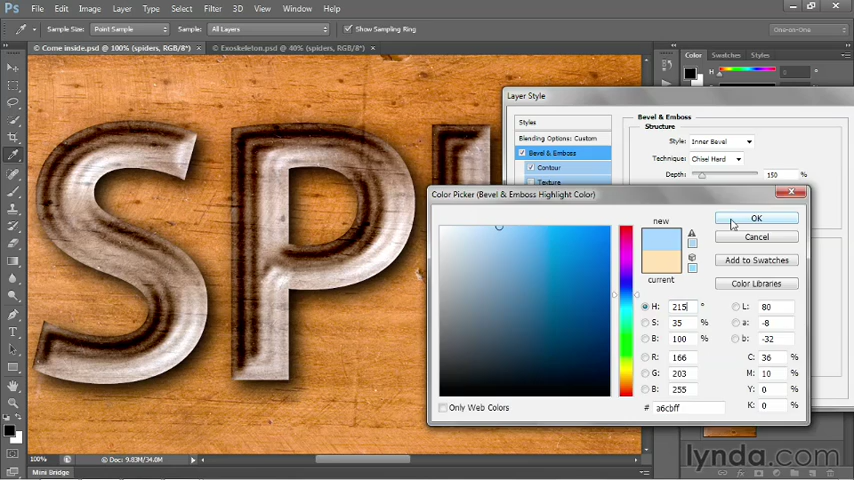 Ps File Edit Image Layer Type Select Filter 3D View Window Help
Sample Size: Point Sample Sample: All Layers Show Sampling Ring One-on-One
Come inside.psd @ 100% (spiders, RGB/8*) × Exoskeleton.psd @ 40% (spiders, RGB/8*) ×
Color Swatches Styles
H 0
SPI
Layer Style
Styles
Blending Options: Custom
Bevel & Emboss
Contour
Texture
Bevel & Emboss
Structure
Style: Inner Bevel
Technique: Chisel Hard
Depth: 150
Color Picker (Bevel & Emboss Highlight Color)
new
current
OK
Cancel
Add to Swatches
Color Libraries
H: 215 °
S: 35 %
B: 100 %
R: 166
G: 203
B: 255
L: 80
a: -8
b: -32
C: 36 %
M: 10 %
Y: 0 %
K: 0 %
# a6cbff
Only Web Colors
100% Doc: 9.83M/34.0M
Mini Bridge
lynda.com